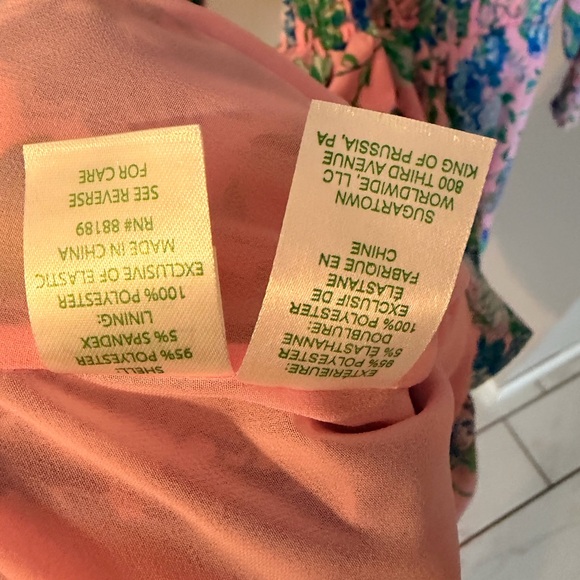 EXTÉRIEURE:
95% POLYESTER
5% ELASTHANNE
DOUBLURE:
100% POLYESTER
EXCLUSIF DE
ÉLASTANE
FABRIQUE EN
CHINE
SUGARTOWN
WORLDWIDE, LLC
800 THIRD AVENUE
KING OF PRUSSIA, PA
SHELL:
95% POLYESTER
5% SPANDEX
LINING:
100% POLYESTER
EXCLUSIVE OF ELASTIC
MADE IN CHINA
RN# 88189
SEE REVERSE
FOR CARE